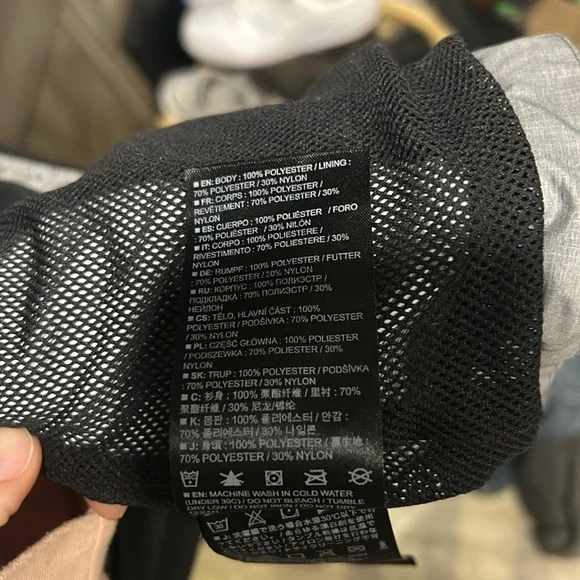 ■ EN: BODY : 100% POLYESTER / LINING :
70% POLYESTER / 30% NYLON
■ FR: CORPS : 100% POLYESTER /
REVÊTEMENT : 70% POLYESTER / 30%
NYLON
■ ES: CUERPO : 100% POLIÉSTER / FORO
: 70% POLIÉSTER / 30% NILÓN
■ IT: CORPO : 100% POLIESTERE /
RIVESTIMENTO : 70% POLIESTERE / 30%
NYLON
■ DE: RUMPF : 100% POLYESTER / FUTTER
: 70% POLYESTER / 30% NYLON
■ RU: КОРПУС : 100% ПОЛИЭСТР /
ПОДКЛАДКА : 70% ПОЛИЭСТР / 30%
НЕЙЛОН
■ CS: TĚLO, HLAVNÍ ČÁST : 100%
POLYESTER / PODŠÍVKA : 70% POLYESTER
/ 30% NYLON
■ PL: CZĘŚĆ GŁÓWNA : 100% POLIESTER
/ PODSZEWKA : 70% POLIESTER / 30%
NYLON
■ SK: TRUP : 100% POLYESTER / PODŠÍVKA
: 70% POLYESTER / 30% NYLON
■ C: 衫身 : 100% 聚酯纤维 / 里衬 : 70%
聚酯纤维 / 30% 尼龙/锦纶
■ K: 몸판 : 100% 폴리에스터 / 안감 :
70% 폴리에스터 / 30% 나일론
■ J: 身頃 : 100% POLYESTER / 裏生地 :
70% POLYESTER / 30% NYLON
■ EN: MACHINE WASH IN COLD WATER
(UNDER 30C) / DO NOT BLEACH / TUMBLE
DRY LOW / DO NOT IRON / DO NOT DRY